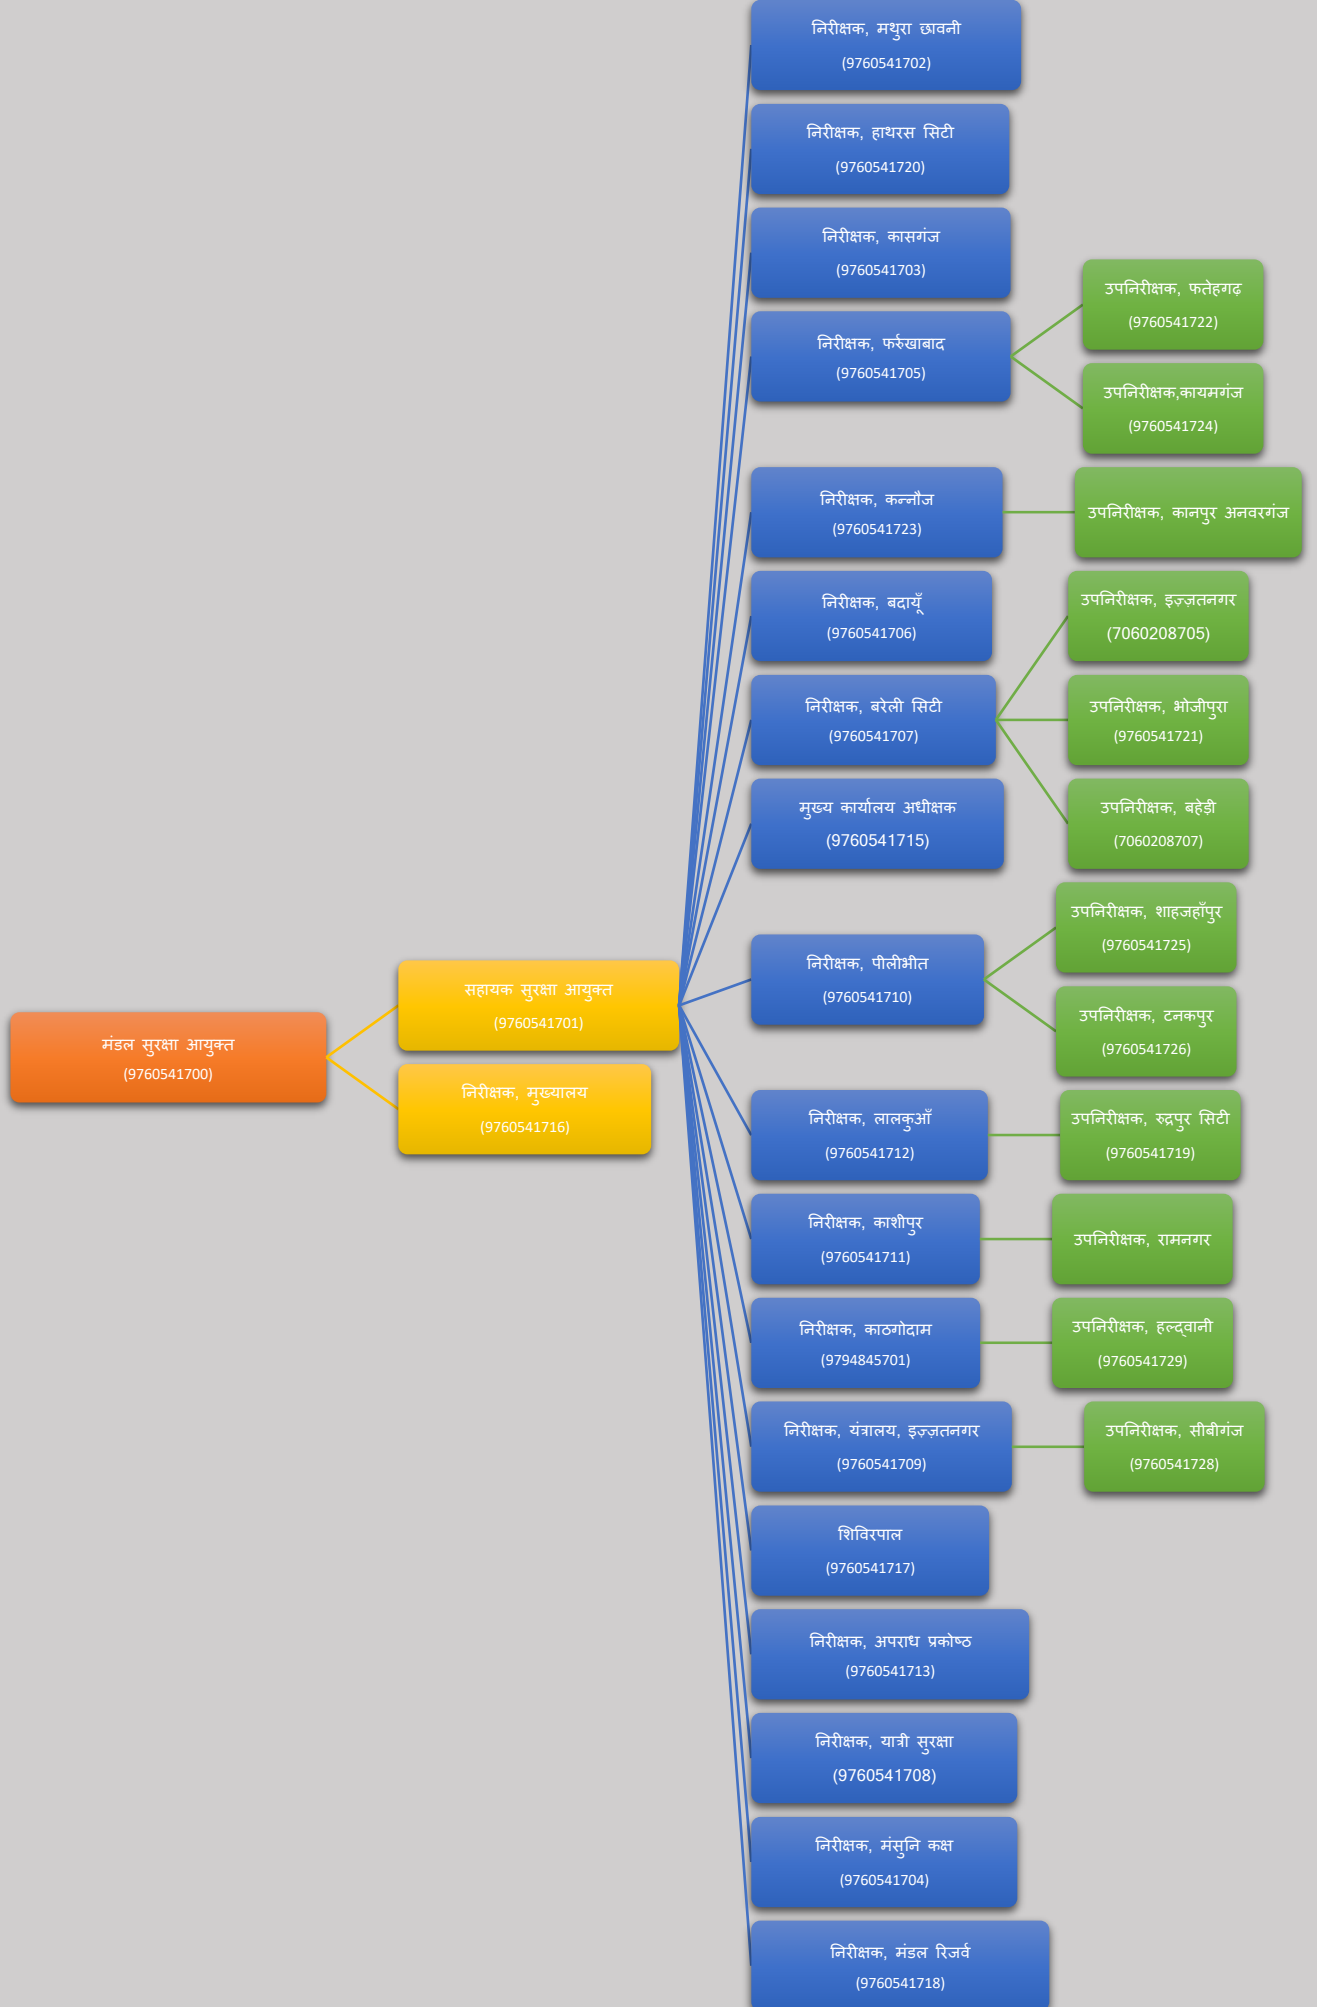 मंडल सुरक्षा आयुक्त
(9760541700)
सहायक सुरक्षा आयुक्त
(9760541701)
निरीक्षक, मुख्यालय
(9760541716)
निरीक्षक, मथुरा छावनी
(9760541702)
निरीक्षक, हाथरस सिटी
(9760541720)
निरीक्षक, कासगंज
(9760541703)
निरीक्षक, फर्रुखाबाद
(9760541705)
उपनिरीक्षक, फतेहगढ़
(9760541722)
उपनिरीक्षक,कायमगंज
(9760541724)
निरीक्षक, कन्नौज
(9760541723)
उपनिरीक्षक, कानपुर अनवरगंज
निरीक्षक, बदायूँ
(9760541706)
निरीक्षक, बरेली सिटी
(9760541707)
उपनिरीक्षक, इज़्ज़तनगर
(7060208705)
उपनिरीक्षक, भोजीपुरा
(9760541721)
उपनिरीक्षक, बहेड़ी
(7060208707)
मुख्य कार्यालय अधीक्षक
(9760541715)
निरीक्षक, पीलीभीत
(9760541710)
उपनिरीक्षक, शाहजहाँपुर
(9760541725)
उपनिरीक्षक, टनकपुर
(9760541726)
निरीक्षक, लालकुआँ
(9760541712)
उपनिरीक्षक, रुद्रपुर सिटी
(9760541719)
निरीक्षक, काशीपुर
(9760541711)
उपनिरीक्षक, रामनगर
निरीक्षक, काठगोदाम
(9794845701)
उपनिरीक्षक, हल्द्वानी
(9760541729)
निरीक्षक, यंत्रालय, इज़्ज़तनगर
(9760541709)
उपनिरीक्षक, सीबीगंज
(9760541728)
शिविरपाल
(9760541717)
निरीक्षक, अपराध प्रकोष्ठ
(9760541713)
निरीक्षक, यात्री सुरक्षा
(9760541708)
निरीक्षक, मंसुनि कक्ष
(9760541704)
निरीक्षक, मंडल रिजर्व
(9760541718)